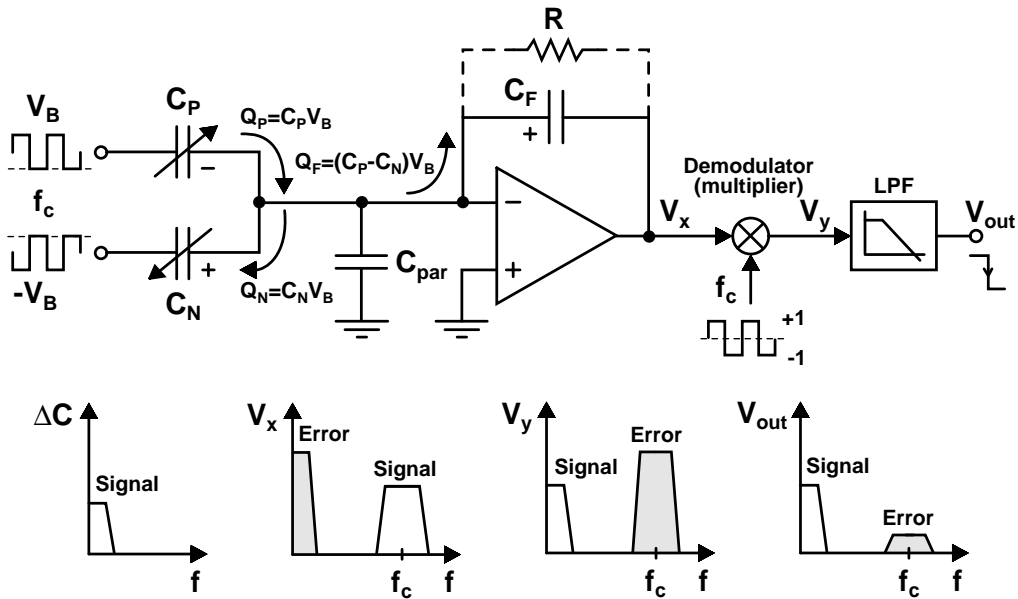 R
V_B
C_P
Q_P=C_PV_B
C_F
+
Q_F=(C_P-C_N)V_B
Demodulator
(multiplier)
LPF
−
f_c
−
V_x
V_y
V_out
-V_B
C_N
+
Q_N=C_NV_B
C_par
+
f_c
+1
-1
ΔC
Signal
f
V_x
Error
Signal
f_c
f
V_y
Signal
Error
f_c
f
V_out
Signal
Error
f_c
f